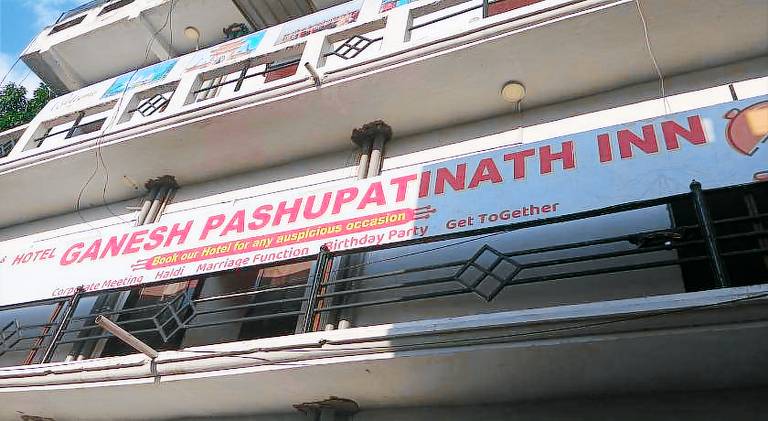 HOTEL GANESH PASHUPATINATH INN
Book our Hotel for any auspicious occasion
Corporate Meeting Haldi Marriage Function Birthday Party Get ToGether